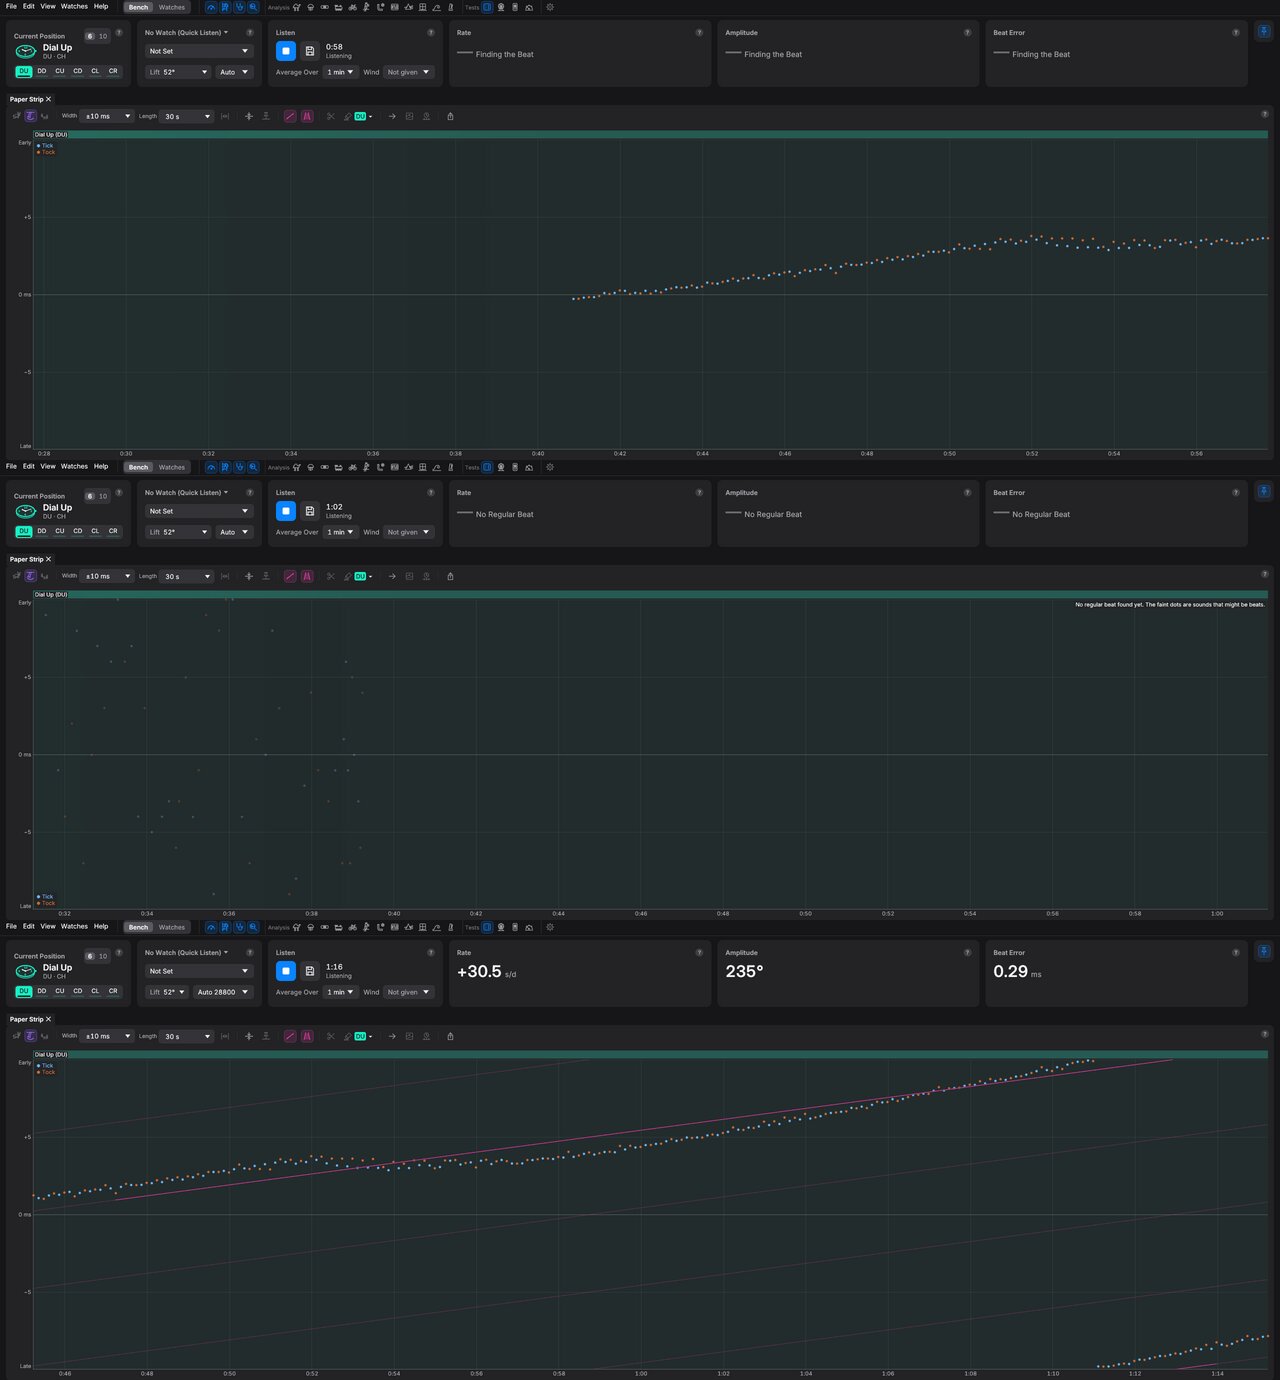 File Edit View Watches Help Bench Watches Analysis Tests
Current Position 6 10 ?
Dial Up
DU · CH
DU DD CU CD CL CR
No Watch (Quick Listen) ?
Not Set
Lift 52° Auto
Listen ?
0:58
Listening
Average Over 1 min Wind Not given
Rate ?
Finding the Beat
Amplitude ?
Finding the Beat
Beat Error ?
Finding the Beat
Paper Strip
Width ±10 ms Length 30 s DU ?
Dial Up (DU)
Early
Tick
Tock
+5
0 ms
−5
Late
0:28 0:30 0:32 0:34 0:36 0:38 0:40 0:42 0:44 0:46 0:48 0:50 0:52 0:54 0:56
File Edit View Watches Help Bench Watches Analysis Tests
Current Position 6 10 ?
Dial Up
DU · CH
DU DD CU CD CL CR
No Watch (Quick Listen) ?
Not Set
Lift 52° Auto
Listen ?
1:02
Listening
Average Over 1 min Wind Not given
Rate ?
No Regular Beat
Amplitude ?
No Regular Beat
Beat Error ?
No Regular Beat
Paper Strip
Width ±10 ms Length 30 s DU ?
Dial Up (DU)
Early
No regular beat found yet. The faint dots are sounds that might be beats.
+5
0 ms
−5
Tick
Tock
Late
0:32 0:34 0:36 0:38 0:40 0:42 0:44 0:46 0:48 0:50 0:52 0:54 0:56 0:58 1:00
File Edit View Watches Help Bench Watches Analysis Tests
Current Position 6 10 ?
Dial Up
DU · CH
DU DD CU CD CL CR
No Watch (Quick Listen) ?
Not Set
Lift 52° Auto 28800
Listen ?
1:16
Listening
Average Over 1 min Wind Not given
Rate ?
+30.5 s/d
Amplitude ?
235°
Beat Error ?
0.29 ms
Paper Strip
Width ±10 ms Length 30 s DU ?
Dial Up (DU)
Early
Tick
Tock
+5
0 ms
−5
Late
0:46 0:48 0:50 0:52 0:54 0:56 0:58 1:00 1:02 1:04 1:06 1:08 1:10 1:12 1:14